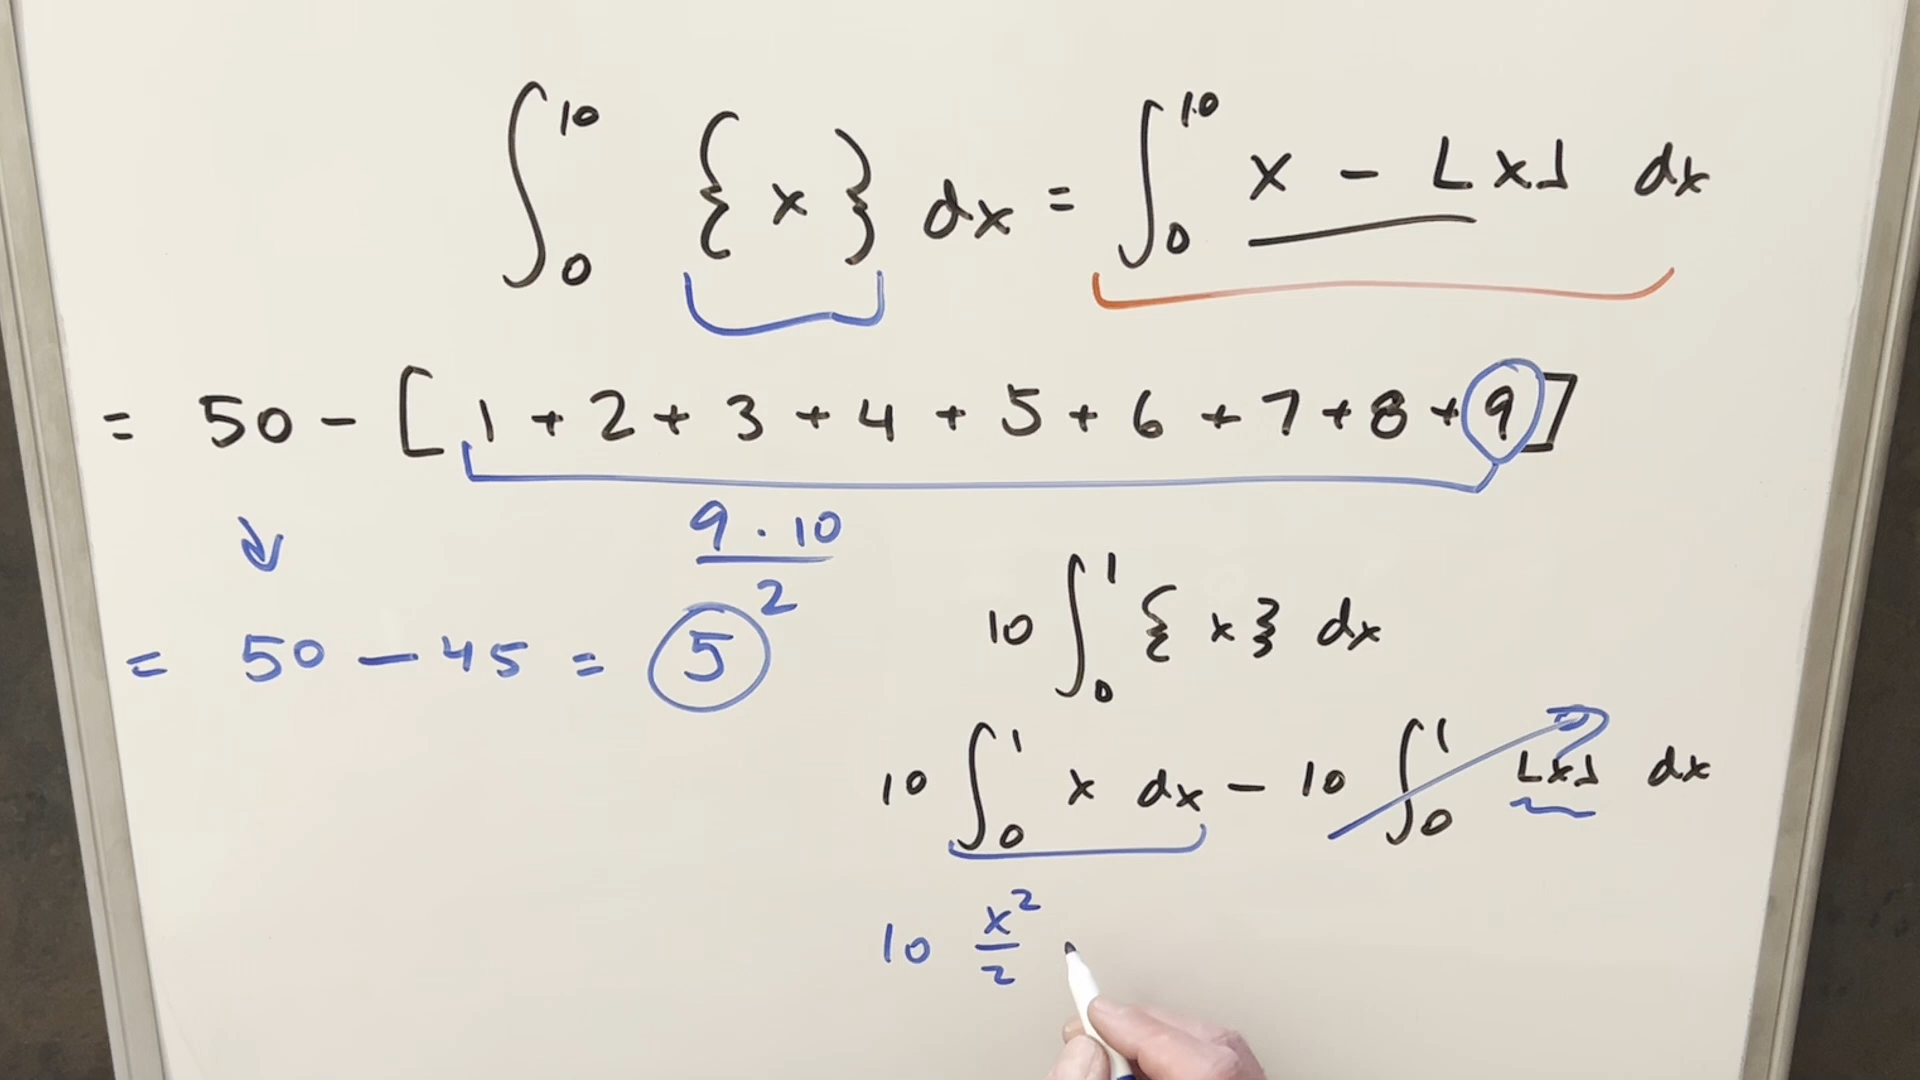 ∫₀¹⁰ {x} dx = ∫₀¹⁰ x - ⌊x⌋ dx
= 50 - [1 + 2 + 3 + 4 + 5 + 6 + 7 + 8 + 9]
9 · 10 / 2
= 50 - 45 = 5
10 ∫₀¹ {x} dx
10 ∫₀¹ x dx - 10 ∫₀¹ ⌊x⌋ dx
0
10 x²/2